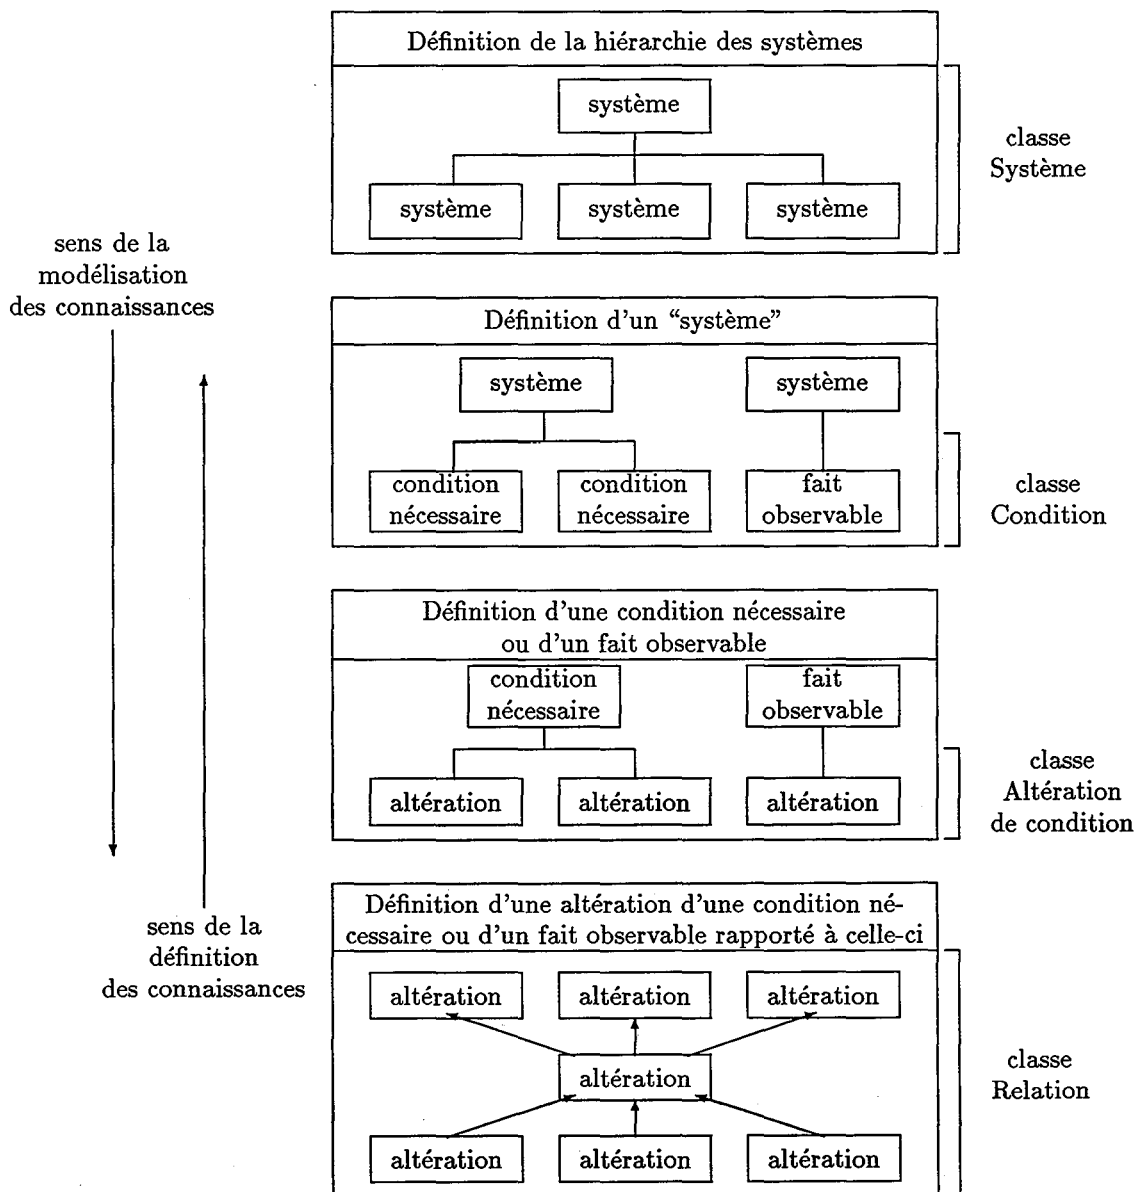 Définition de la hiérarchie des systèmes
système
système système système
classe
Système
sens de la
modélisation
des connaissances
Définition d'un “système”
système système
condition condition fait
nécessaire nécessaire observable
classe
Condition
Définition d'une condition nécessaire
ou d'un fait observable
condition fait
nécessaire observable
altération altération altération
classe
Altération
de condition
sens de la
définition
des connaissances
Définition d'une altération d'une condition né-
cessaire ou d'un fait observable rapporté à celle-ci
altération altération altération
altération
altération altération altération
classe
Relation